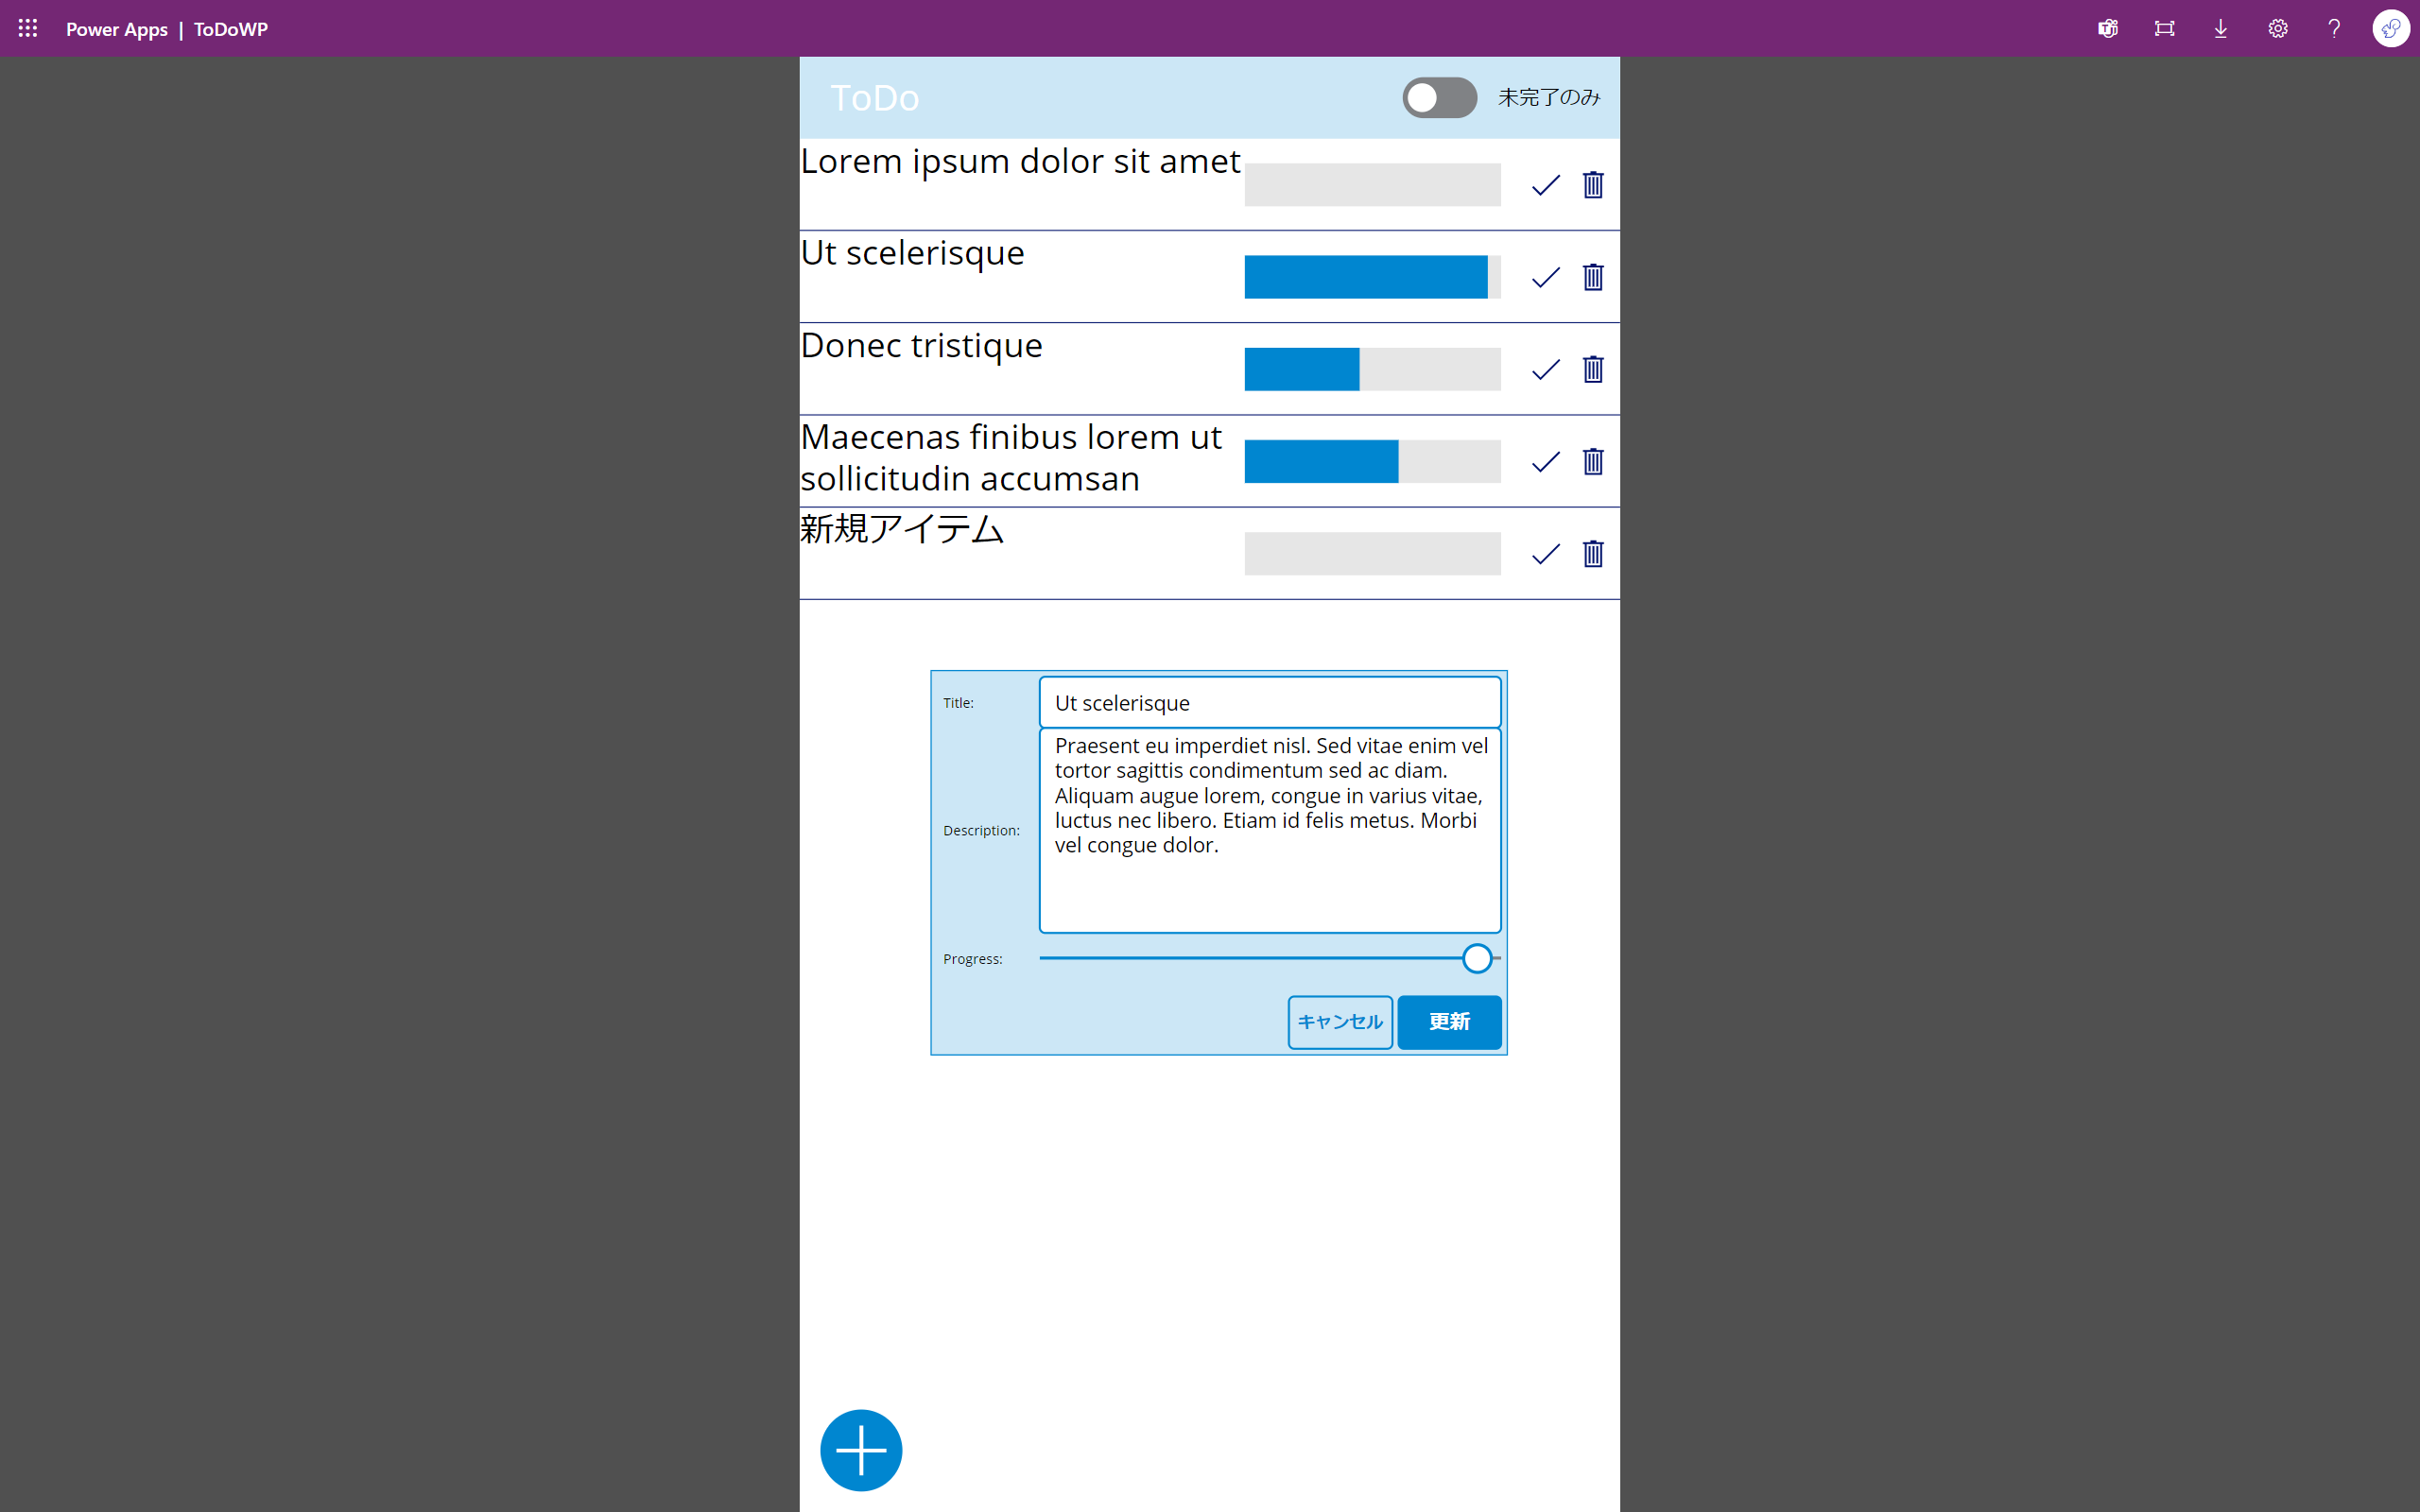 Power Apps | ToDoWP
ToDo
未完了のみ
Lorem ipsum dolor sit amet
Ut scelerisque
Donec tristique
Maecenas finibus lorem ut
sollicitudin accumsan
新規アイテム
Title:
Ut scelerisque
Description:
Praesent eu imperdiet nisl. Sed vitae enim vel
tortor sagittis condimentum sed ac diam.
Aliquam augue lorem, congue in varius vitae,
luctus nec libero. Etiam id felis metus. Morbi
vel congue dolor.
Progress:
キャンセル
更新